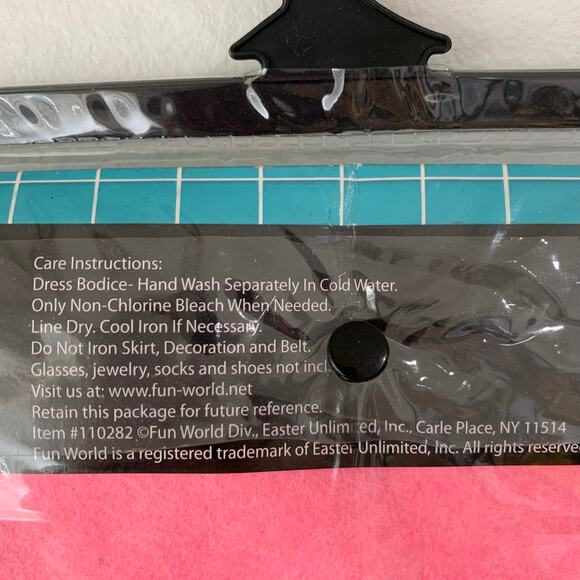 Care Instructions:
Dress Bodice- Hand Wash Separately In Cold Water.
Only Non-Chlorine Bleach When Needed.
Line Dry. Cool Iron If Necessary.
Do Not Iron Skirt, Decoration and Belt.
Glasses, jewelry, socks and shoes not incl
Visit us at: www.fun-world.net
Retain this package for future reference.
Item #110282 ©Fun World Div., Easter Unlimited, Inc., Carle Place, NY 11514
Fun World is a registered trademark of Easter Unlimited, Inc. All rights reserve